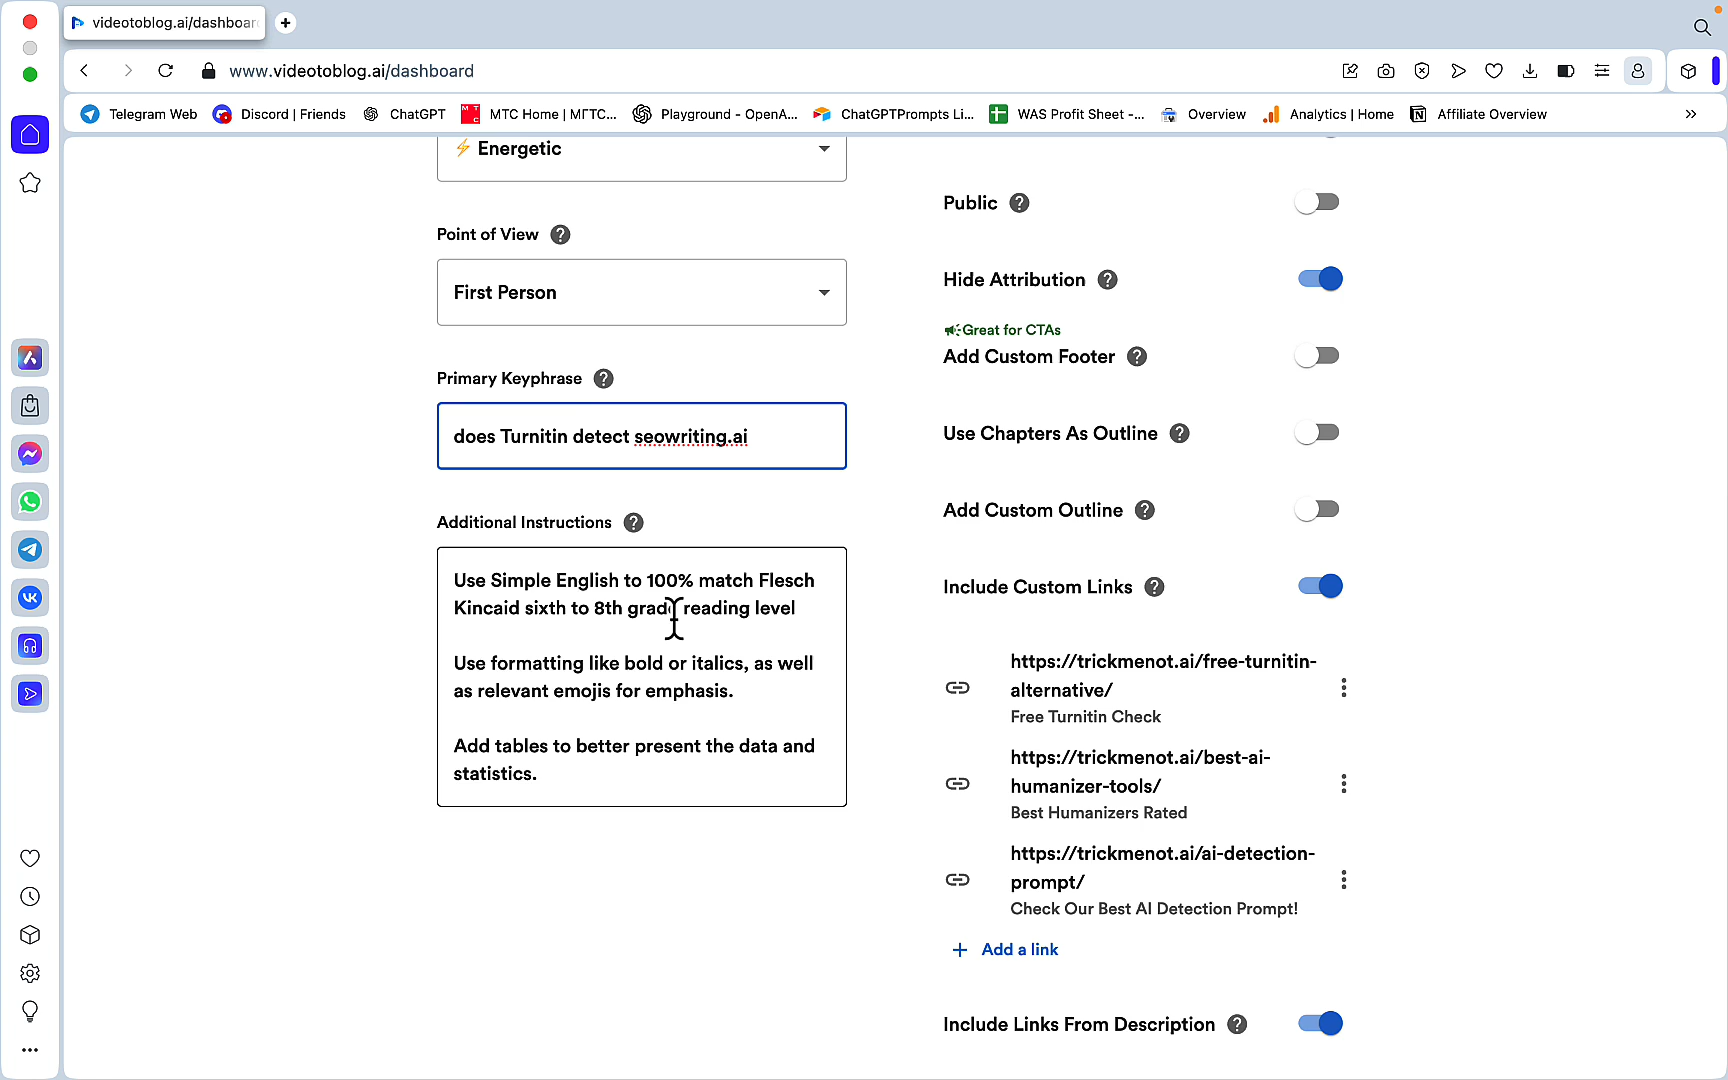 videotoblog.ai/dashboar
www.videotoblog.ai/dashboard
Telegram Web
Discord | Friends
ChatGPT
MTC Home | МГТС...
Playground - OpenA...
ChatGPTPrompts Li...
WAS Profit Sheet -...
Overview
Analytics | Home
Affiliate Overview
⚡ Energetic
Point of View
First Person
Primary Keyphrase
does Turnitin detect seowriting.ai
Additional Instructions
Use Simple English to 100% match Flesch
Kincaid sixth to 8th grade reading level
Use formatting like bold or italics, as well
as relevant emojis for emphasis.
Add tables to better present the data and
statistics.
Public
Hide Attribution
Great for CTAs
Add Custom Footer
Use Chapters As Outline
Add Custom Outline
Include Custom Links
https://trickmenot.ai/free-turnitin-
alternative/
Free Turnitin Check
https://trickmenot.ai/best-ai-
humanizer-tools/
Best Humanizers Rated
https://trickmenot.ai/ai-detection-
prompt/
Check Our Best AI Detection Prompt!
+ Add a link
Include Links From Description